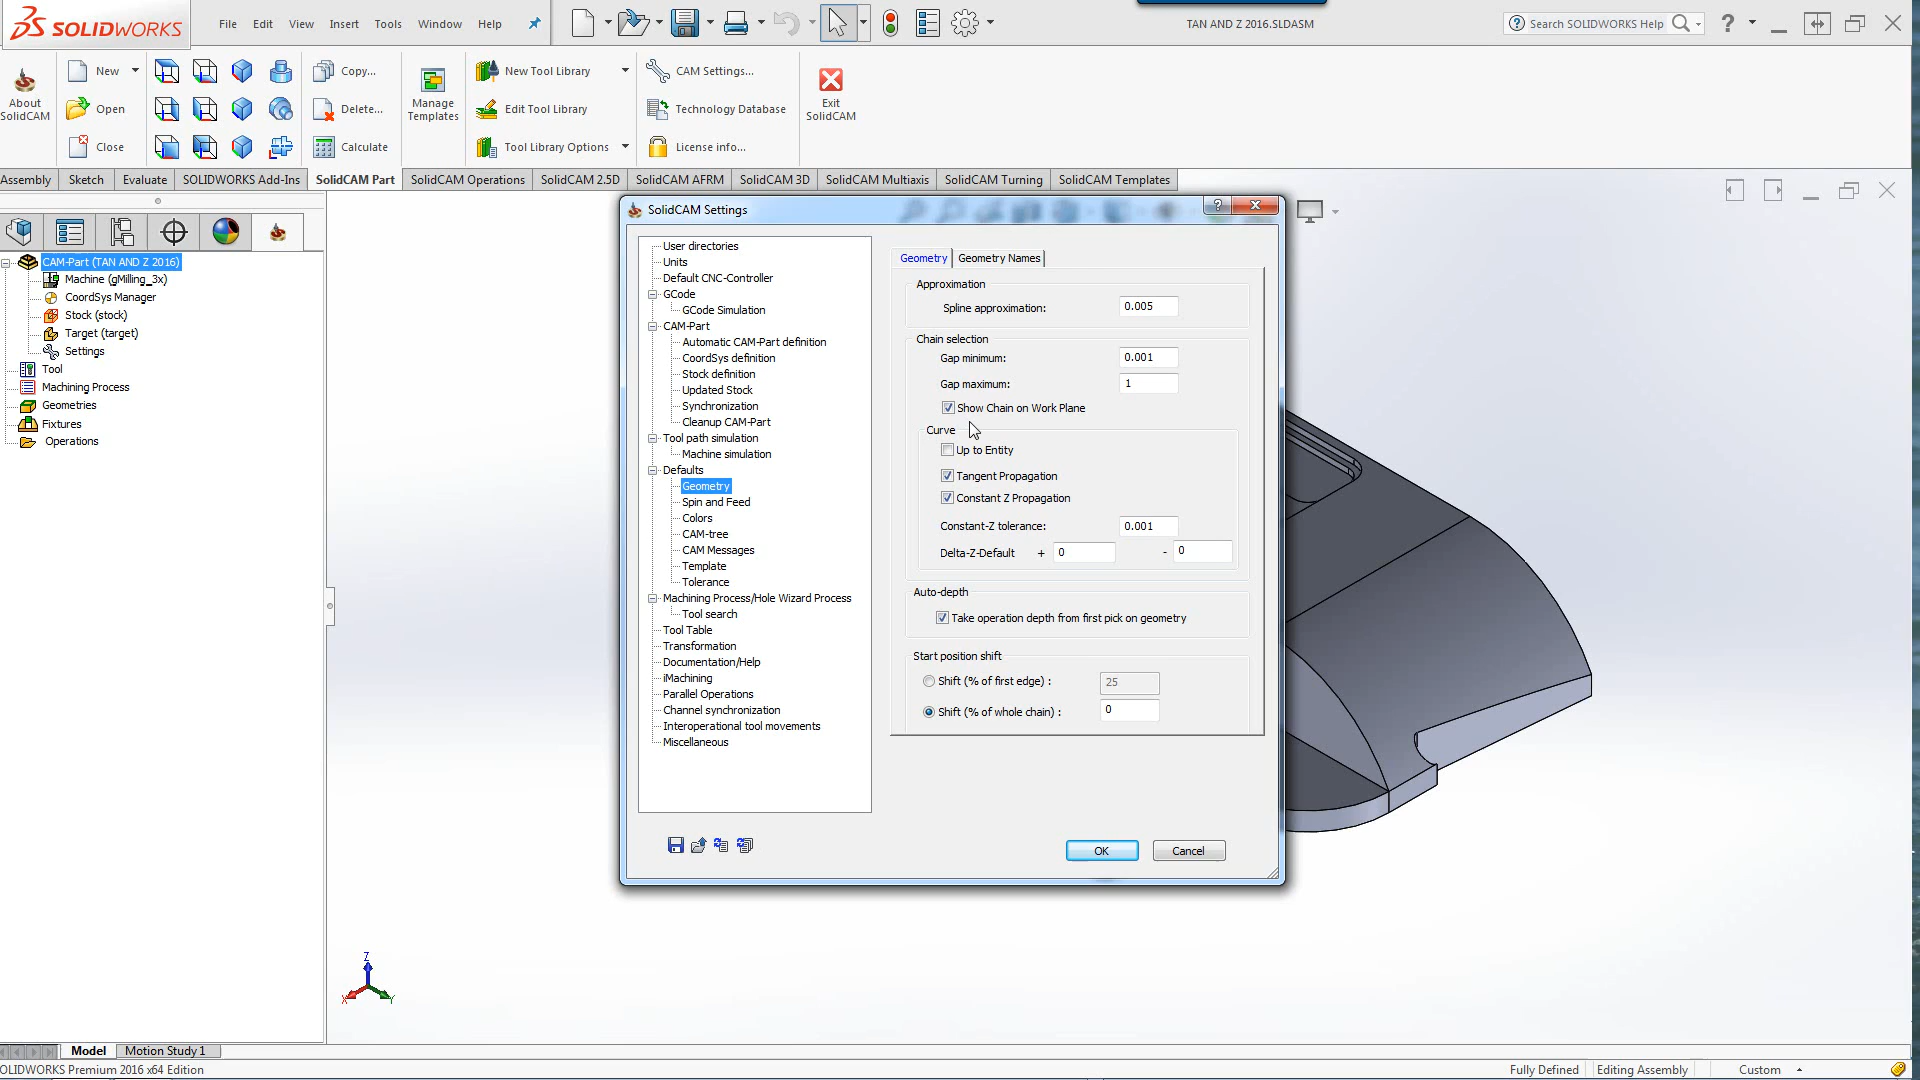 SOLIDWORKS
File Edit View Insert Tools Window Help
TAN AND Z 2016.SLDASM
Search SOLIDWORKS Help
?
About SolidCAM
New
Open
Close
Copy...
Delete...
Calculate
Manage Templates
New Tool Library
Edit Tool Library
Tool Library Options
CAM Settings...
Technology Database
License info...
Exit SolidCAM
Assembly Sketch Evaluate SOLIDWORKS Add-Ins SolidCAM Part SolidCAM Operations SolidCAM 2.5D SolidCAM AFRM SolidCAM 3D SolidCAM Multiaxis SolidCAM Turning SolidCAM Templates
CAM-Part (TAN AND Z 2016)
Machine (gMilling_3x)
CoordSys Manager
Stock (stock)
Target (target)
Settings
Tool
Machining Process
Geometries
Fixtures
Operations
SolidCAM Settings
?
User directories
Units
Default CNC-Controller
GCode
GCode Simulation
CAM-Part
Automatic CAM-Part definition
CoordSys definition
Stock definition
Updated Stock
Synchronization
Cleanup CAM-Part
Tool path simulation
Machine simulation
Defaults
Geometry
Spin and Feed
Colors
CAM-tree
CAM Messages
Template
Tolerance
Machining Process/Hole Wizard Process
Tool search
Tool Table
Transformation
Documentation/Help
iMachining
Parallel Operations
Channel synchronization
Interoperational tool movements
Miscellaneous
Geometry Geometry Names
Approximation
Spline approximation: 0.005
Chain selection
Gap minimum: 0.001
Gap maximum: 1
Show Chain on Work Plane
Curve
Up to Entity
Tangent Propagation
Constant Z Propagation
Constant-Z tolerance: 0.001
Delta-Z-Default + 0 - 0
Auto-depth
Take operation depth from first pick on geometry
Start position shift
Shift (% of first edge) : 25
Shift (% of whole chain) : 0
OK Cancel
Z
X Y
Model Motion Study 1
OLIDWORKS Premium 2016 x64 Edition
Fully Defined Editing Assembly Custom